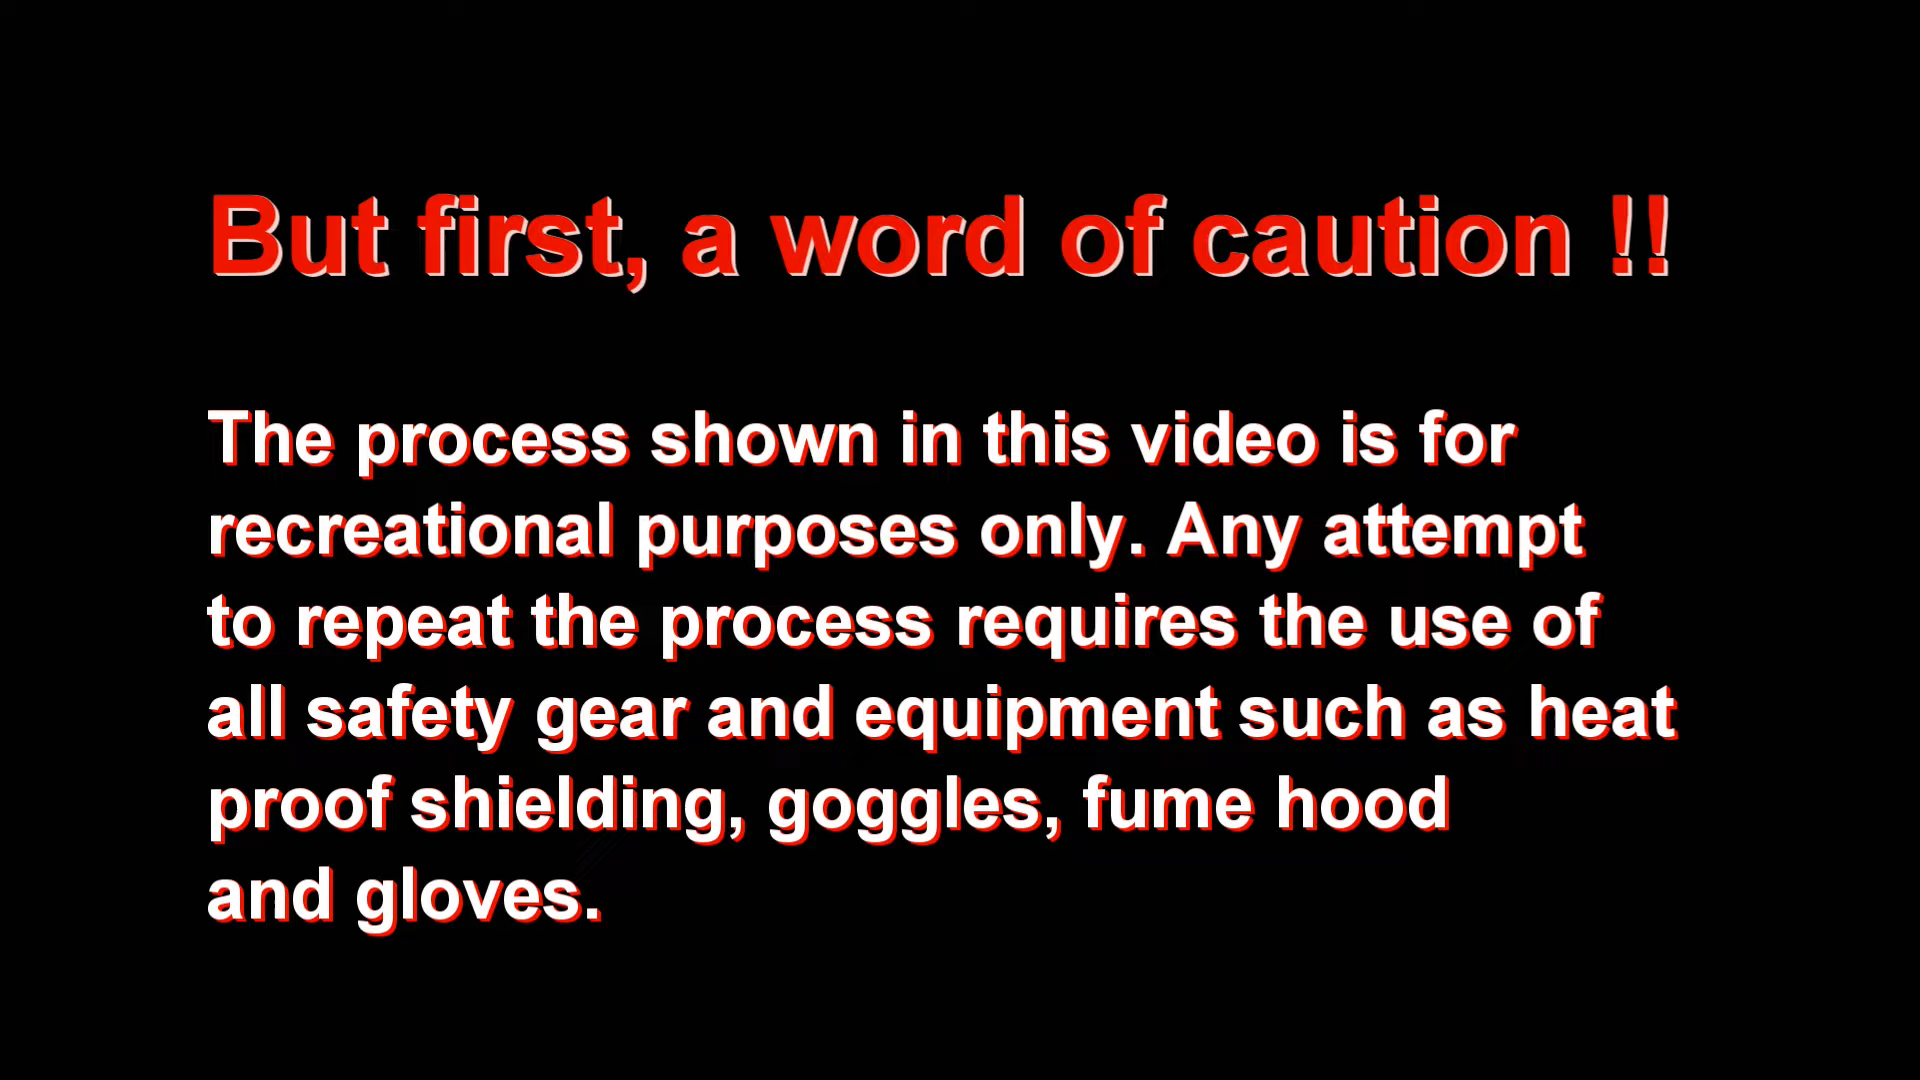 But first, a word of caution !!
The process shown in this video is for
recreational purposes only. Any attempt
to repeat the process requires the use of
all safety gear and equipment such as heat
proof shielding, goggles, fume hood
and gloves.